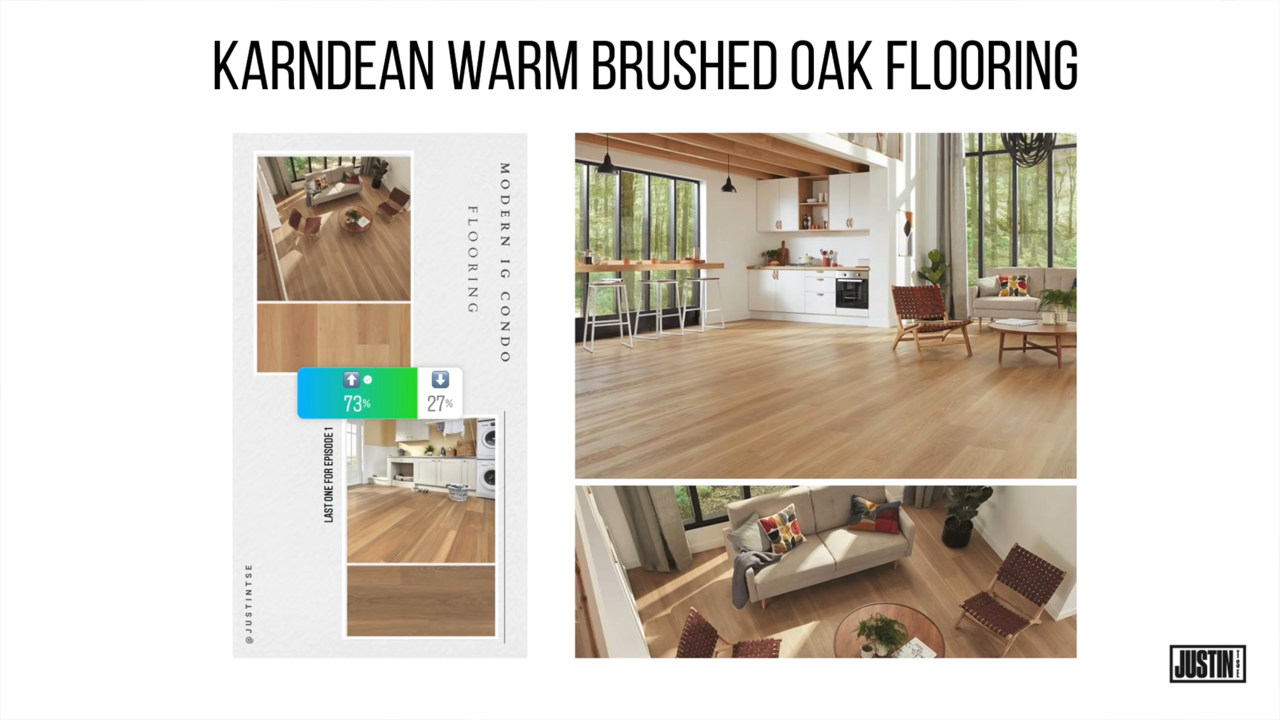 KARNDEAN WARM BRUSHED OAK FLOORING
MODERN IG CONDO
FLOORING
73%
27%
LAST ONE FOR EPISODE 1
@JUSTINTSE
JUSTIN TSE